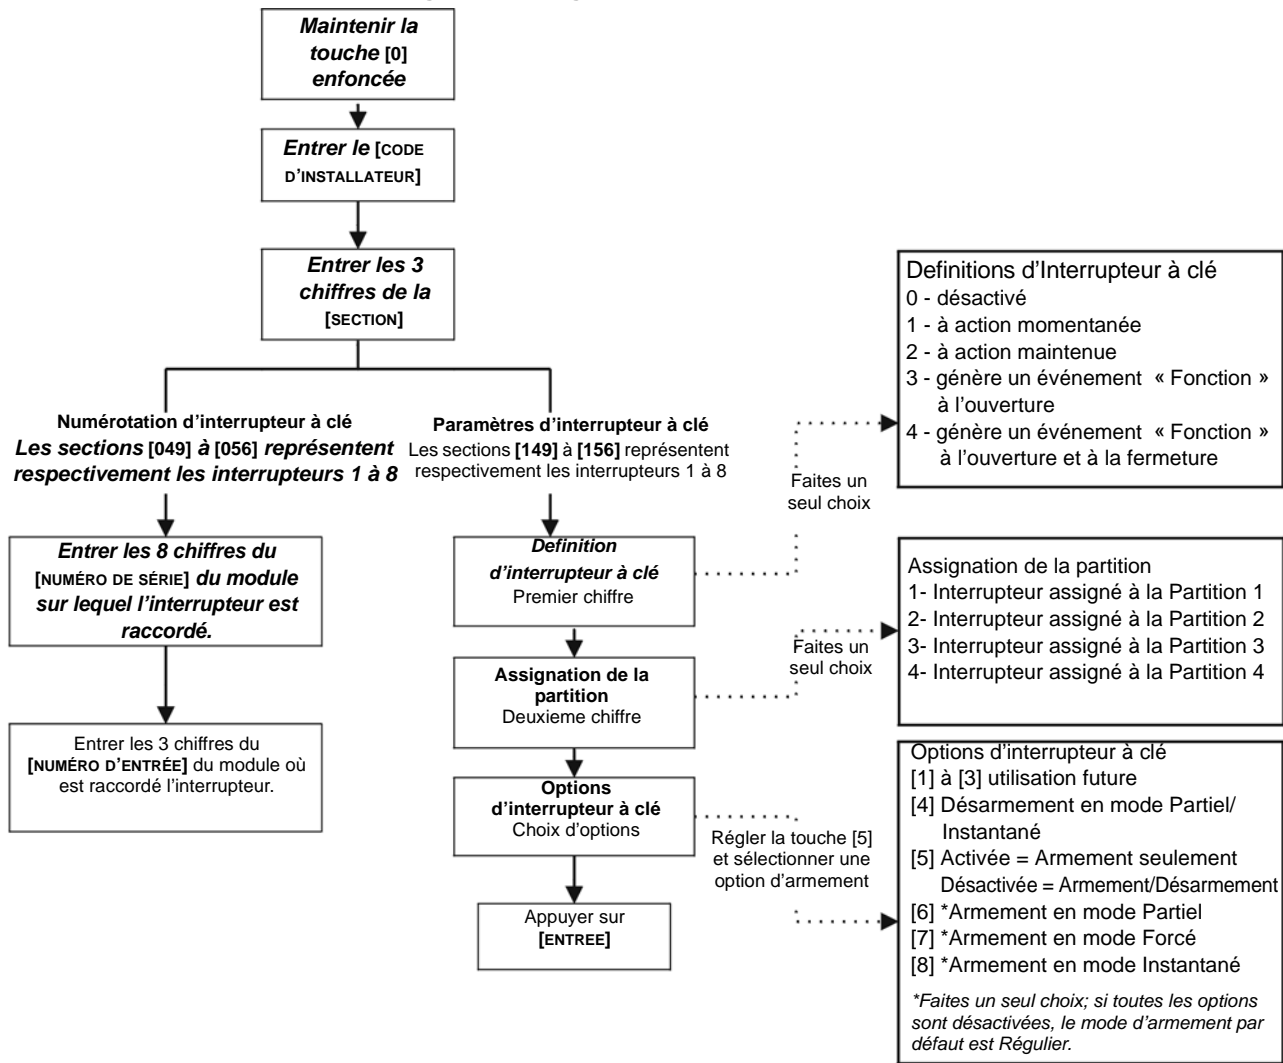 Maintenir la
touche [0]
enfoncée
Entrer le [CODE
D'INSTALLATEUR]
Entrer les 3
chiffres de la
[SECTION]
Numérotation d'interrupteur à clé
Les sections [049] à [056] représentent
respectivement les interrupteurs 1 à 8
Entrer les 8 chiffres du
[NUMÉRO DE SÉRIE] du module
sur lequel l'interrupteur est
raccordé.
Entrer les 3 chiffres du
[NUMÉRO D'ENTRÉE] du module où
est raccordé l'interrupteur.
Paramètres d'interrupteur à clé
Les sections [149] à [156] représentent
respectivement les interrupteurs 1 à 8
Definition
d'interrupteur à clé
Premier chiffre
Assignation de la
partition
Deuxieme chiffre
Options
d'interrupteur à clé
Choix d'options
Appuyer sur
[ENTREE]
Faites un
seul choix
Faites un
seul choix
Régler la touche [5]
et sélectionner une
option d'armement
Definitions d'Interrupteur à clé
0 - désactivé
1 - à action momentanée
2 - à action maintenue
3 - génère un événement « Fonction »
à l'ouverture
4 - génère un événement « Fonction »
à l'ouverture et à la fermeture
Assignation de la partition
1- Interrupteur assigné à la Partition 1
2- Interrupteur assigné à la Partition 2
3- Interrupteur assigné à la Partition 3
4- Interrupteur assigné à la Partition 4
Options d'interrupteur à clé
[1] à [3] utilisation future
[4] Désarmement en mode Partiel/
Instantané
[5] Activée = Armement seulement
Désactivée = Armement/Désarmement
[6] *Armement en mode Partiel
[7] *Armement en mode Forcé
[8] *Armement en mode Instantané
*Faites un seul choix; si toutes les options
sont désactivées, le mode d'armement par
défaut est Régulier.